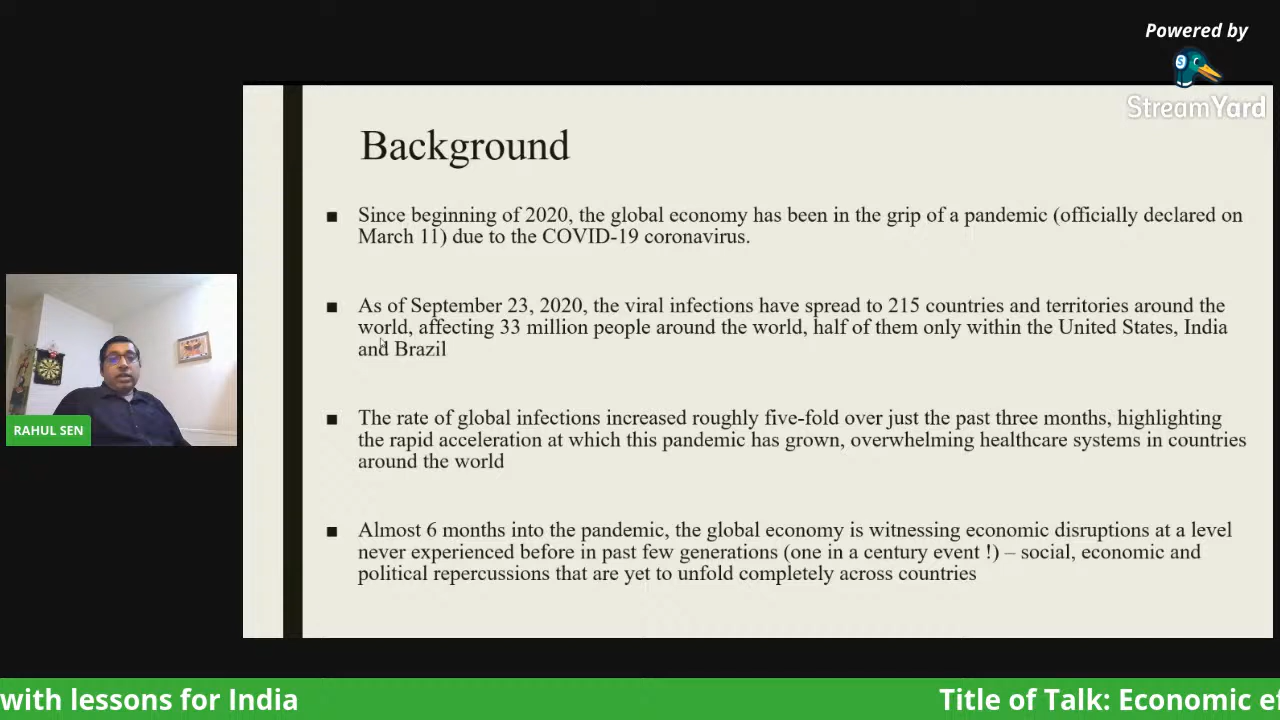 Powered by
StreamYard
Background
Since beginning of 2020, the global economy has been in the grip of a pandemic (officially declared on
March 11) due to the COVID-19 coronavirus.
As of September 23, 2020, the viral infections have spread to 215 countries and territories around the
world, affecting 33 million people around the world, half of them only within the United States, India
and Brazil
The rate of global infections increased roughly five-fold over just the past three months, highlighting
the rapid acceleration at which this pandemic has grown, overwhelming healthcare systems in countries
around the world
Almost 6 months into the pandemic, the global economy is witnessing economic disruptions at a level
never experienced before in past few generations (one in a century event !) – social, economic and
political repercussions that are yet to unfold completely across countries
RAHUL SEN
with lessons for India
Title of Talk: Economic ef